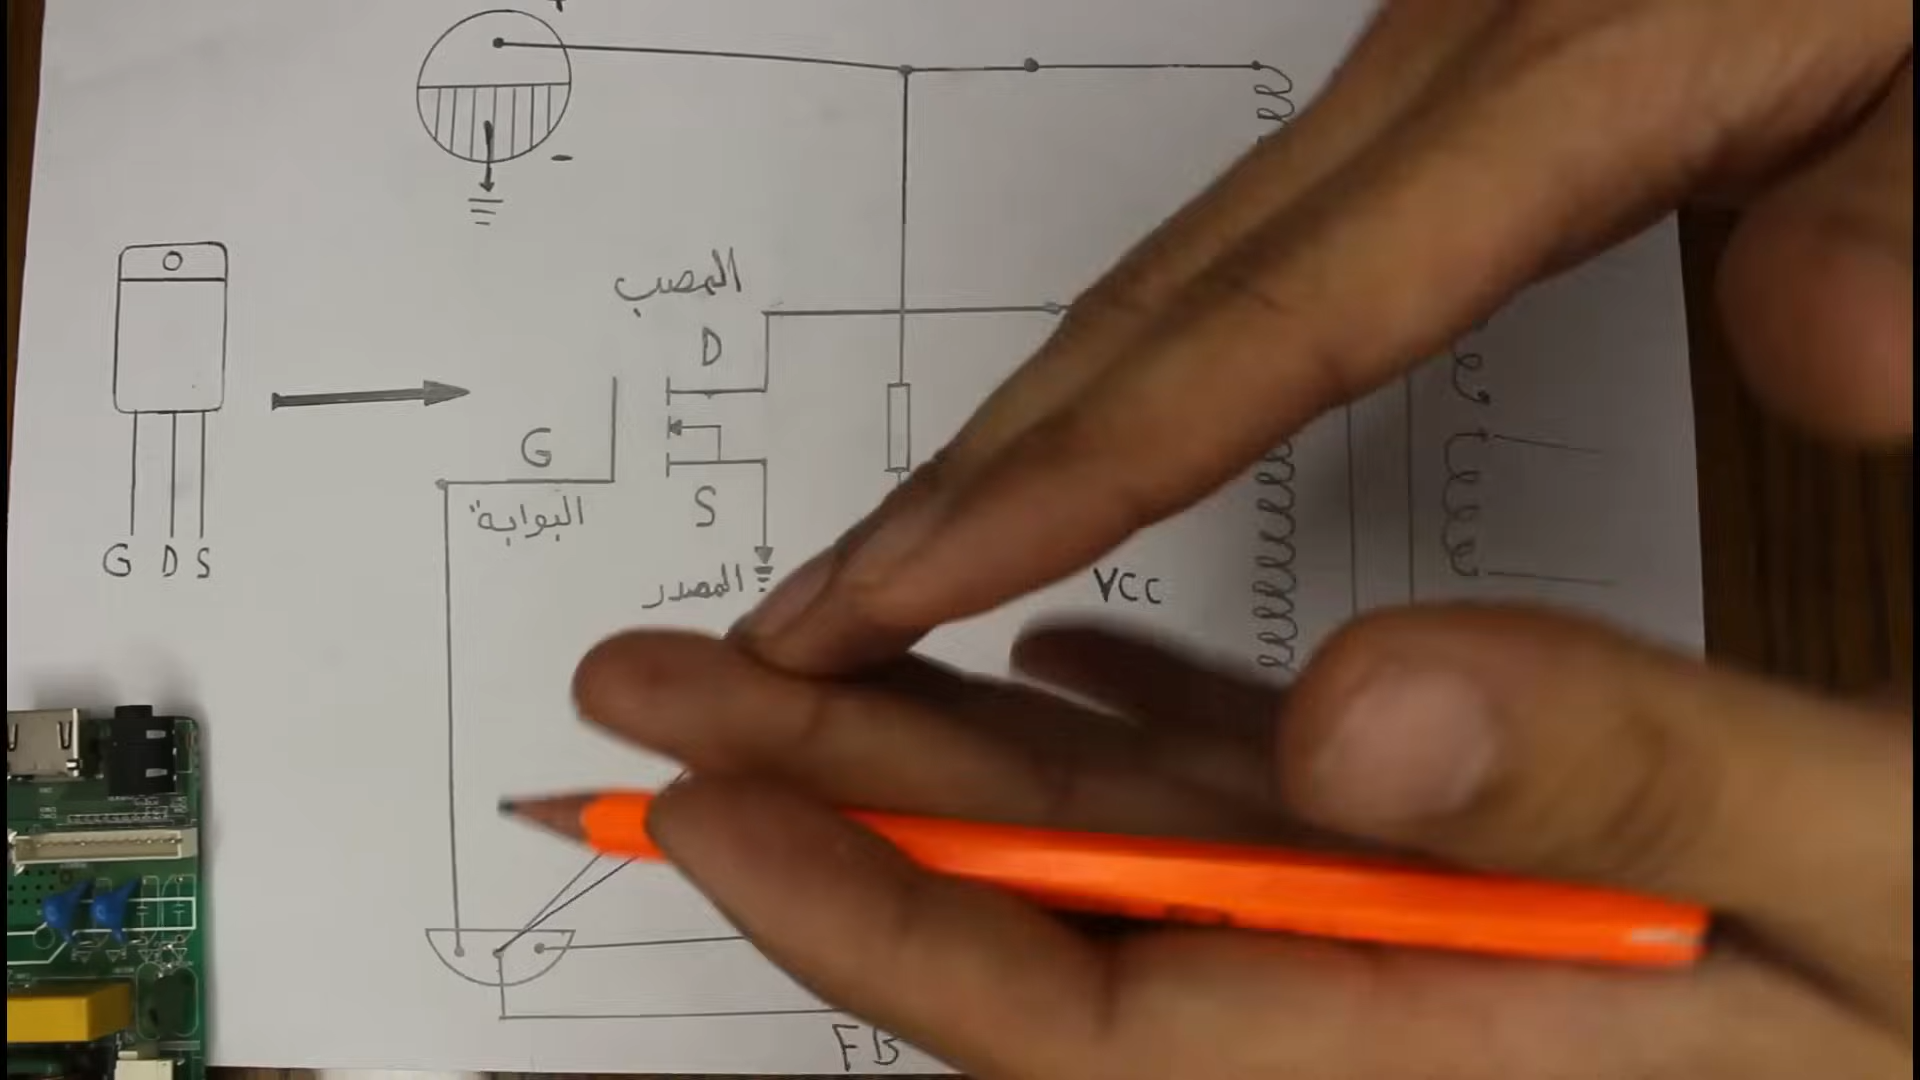 +
-
المصب
D
G
البوابة
S
المصدر
G D S
VCC
FB